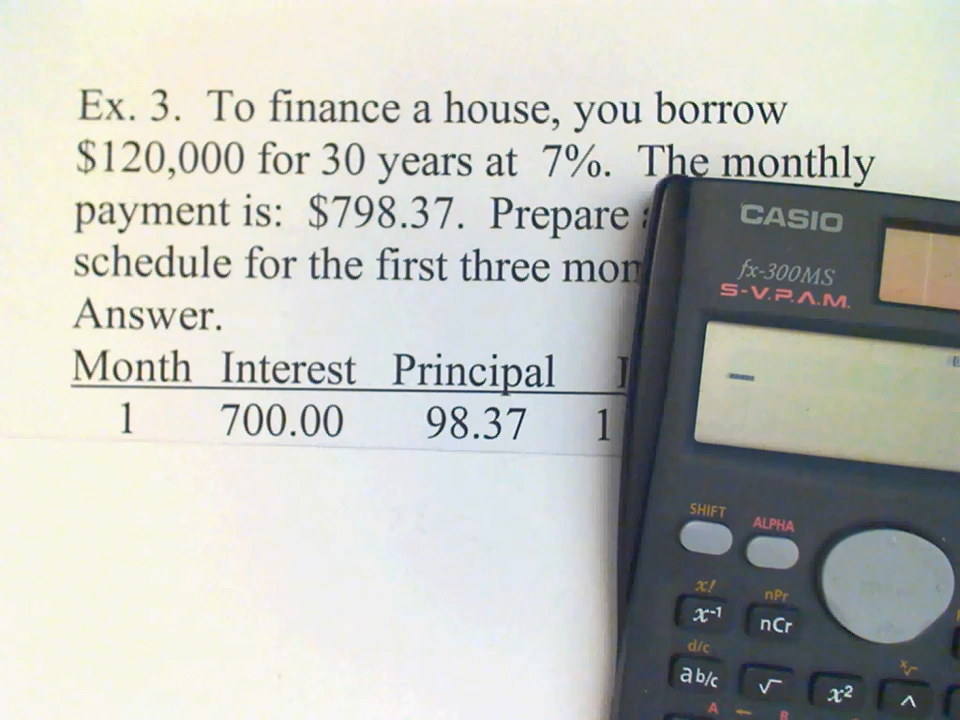 Ex. 3. To finance a house, you borrow
$120,000 for 30 years at 7%. The monthly
payment is: $798.37. Prepare
schedule for the first three
Answer.
Month Interest Principal
1 700.00 98.37 1
CASIO
fx-300MS
S-V.P.A.M.
SHIFT
ALPHA
x! nPr
x-1 nCr
d/c
ab/c √ x² ^
A B